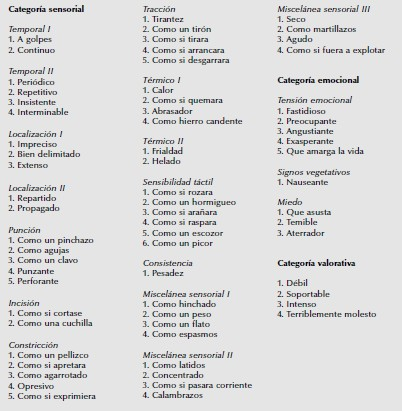 Categoría sensorial
Temporal I
1. A golpes
2. Continuo
Temporal II
1. Periódico
2. Repetitivo
3. Insistente
4. Interminable
Localización I
1. Impreciso
2. Bien delimitado
3. Extenso
Localización II
1. Repartido
2. Propagado
Punción
1. Como un pinchazo
2. Como agujas
3. Como un clavo
4. Punzante
5. Perforante
Incisión
1. Como si cortase
2. Como una cuchilla
Constricción
1. Como un pellizco
2. Como si apretara
3. Como agarrotado
4. Opresivo
5. Como si exprimiera
Tracción
1. Tirantez
2. Como un tirón
3. Como si tirara
4. Como si arrancara
5. Como si desgarrara
Térmico I
1. Calor
2. Como si quemara
3. Abrasador
4. Como hierro candente
Térmico II
1. Frialdad
2. Helado
Sensibilidad táctil
1. Como si rozara
2. Como un hormigueo
3. Como si arañara
4. Como si raspara
5. Como un escozor
6. Como un picor
Consistencia
1. Pesadez
Miscelánea sensorial I
1. Como hinchado
2. Como un peso
3. Como un flato
4. Como espasmos
Miscelánea sensorial II
1. Como latidos
2. Concentrado
3. Como si pasara corriente
4. Calambrazos
Miscelánea sensorial III
1. Seco
2. Como martillazos
3. Agudo
4. Como si fuera a explotar
Categoría emocional
Tensión emocional
1. Fastidioso
2. Preocupante
3. Angustiante
4. Exasperante
5. Que amarga la vida
Signos vegetativos
1. Nauseante
Miedo
1. Que asusta
2. Temible
3. Aterrador
Categoría valorativa
1. Débil
2. Soportable
3. Intenso
4. Terriblemente molesto